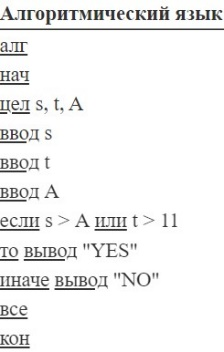 Алгоритмический язык
алг
нач
цел s, t, A
ввод s
ввод t
ввод A
если s > A или t > 11
то вывод "YES"
иначе вывод "NO"
все
кон